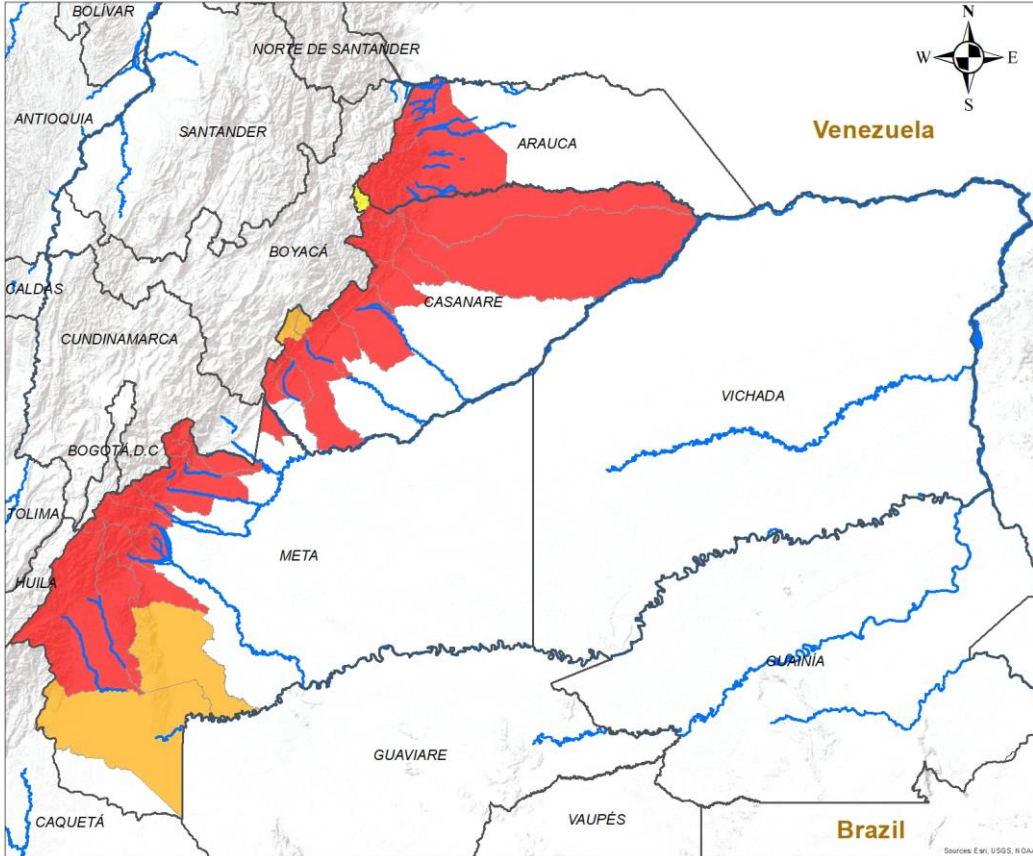 BOLÍVAR
N
NORTE DE SANTANDER
W
E
S
ANTIOQUIA
SANTANDER
ARAUCA
Venezuela
BOYACÁ
CALDAS
CASANARE
CUNDINAMARCA
VICHADA
BOGOTÁ,D.C
TOLIMA
META
HUILA
GUAINÍA
GUAVIARE
CAQUETÁ
VAUPÉS
Brazil
Sources: Esri, USGS, NOAA